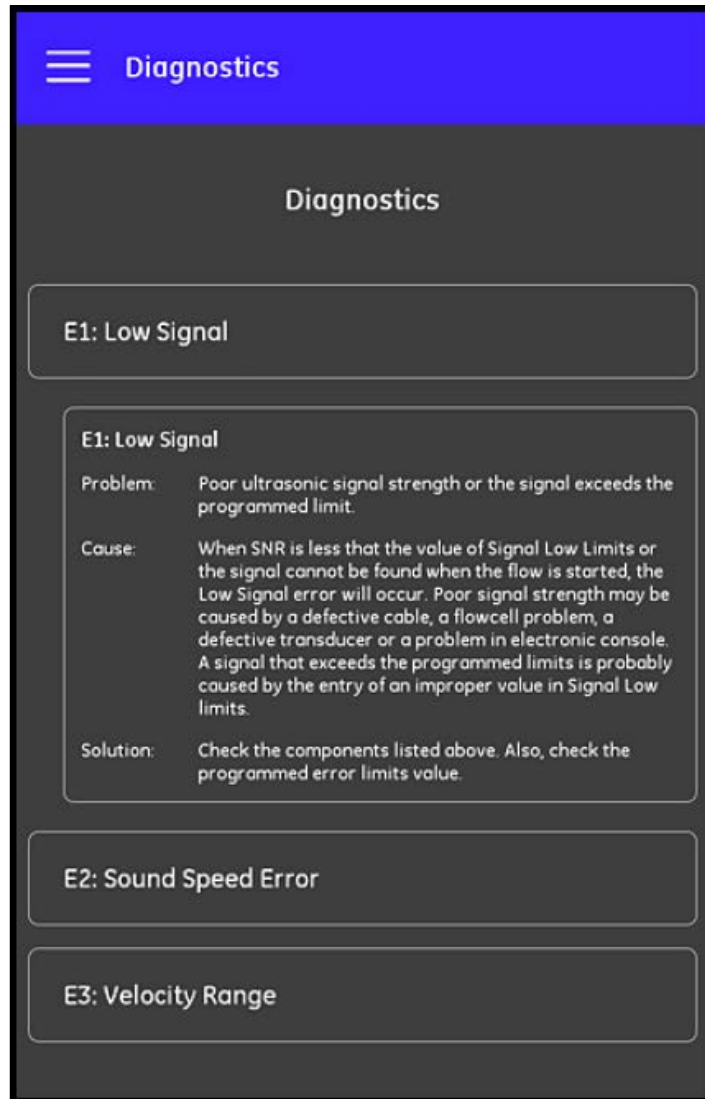 Diagnostics
Diagnostics
E1: Low Signal
E1: Low Signal
Problem: Poor ultrasonic signal strength or the signal exceeds the
programmed limit.
Cause: When SNR is less that the value of Signal Low Limits or
the signal cannot be found when the flow is started, the
Low Signal error will occur. Poor signal strength may be
caused by a defective cable, a flowcell problem, a
defective transducer or a problem in electronic console.
A signal that exceeds the programmed limits is probably
caused by the entry of an improper value in Signal Low
limits.
Solution: Check the components listed above. Also, check the
programmed error limits value.
E2: Sound Speed Error
E3: Velocity Range